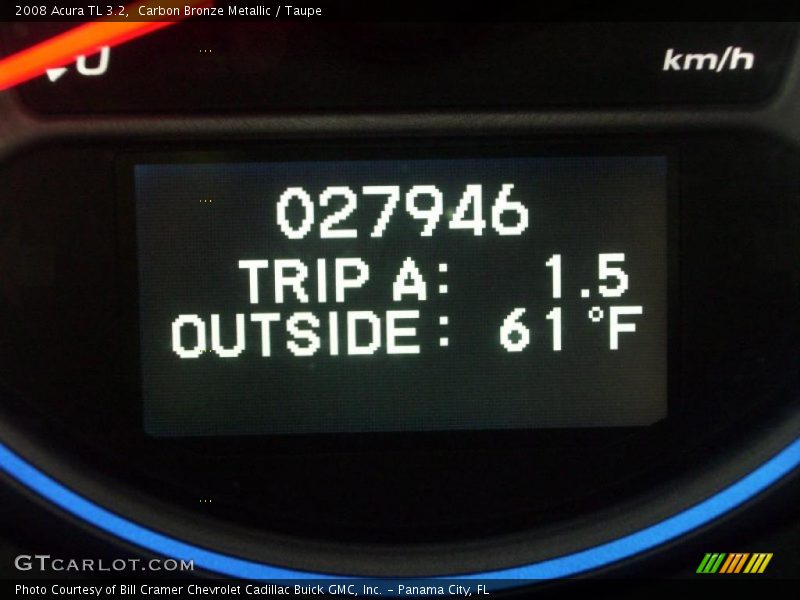 2008 Acura TL 3.2,  Carbon Bronze Metallic / Taupe
0
km/h
027946
TRIP A: 1.5
OUTSIDE: 61°F
GTCARLOT.COM
Photo Courtesy of Bill Cramer Chevrolet Cadillac Buick GMC, Inc. - Panama City, FL